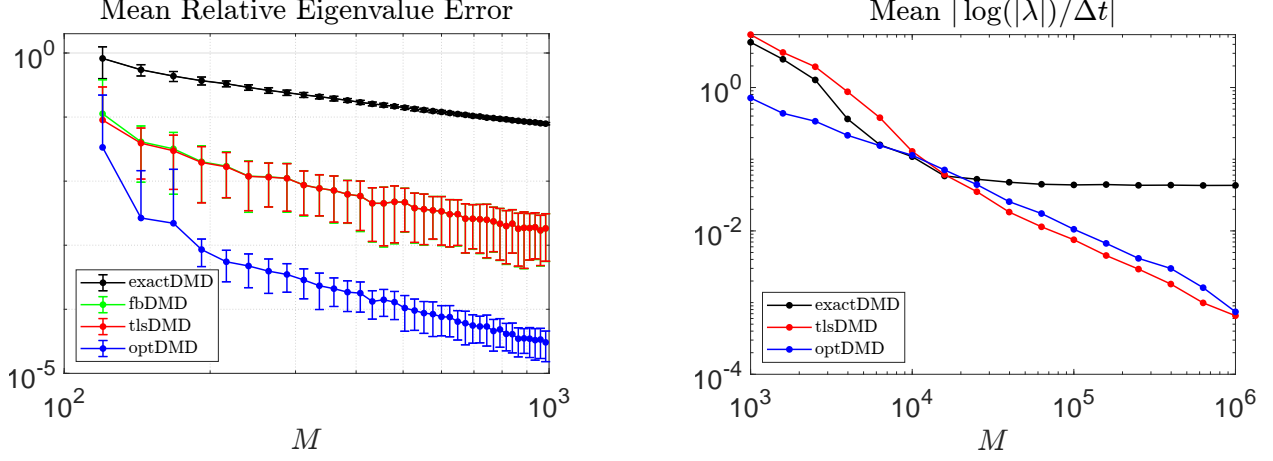 Mean Relative Eigenvalue Error
10^0
10^-5
10^2
10^3
M
exactDMD
fbDMD
tlsDMD
optDMD
Mean | log(|λ|)/Δt|
10^0
10^-2
10^-4
10^3
10^4
10^5
10^6
M
exactDMD
tlsDMD
optDMD